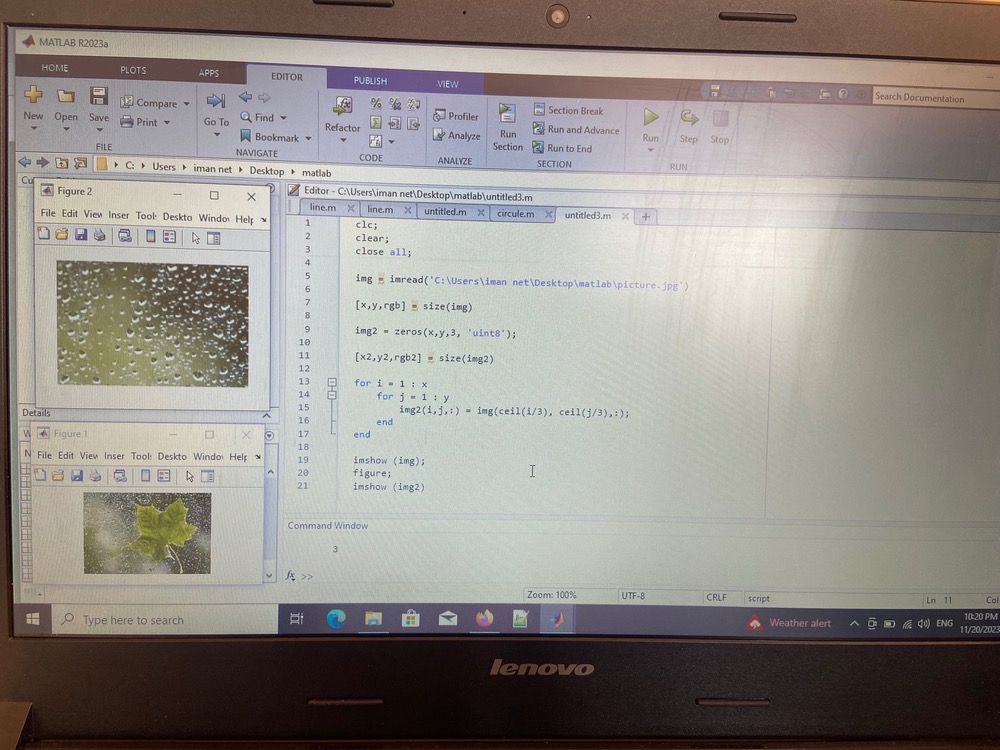 MATLAB R2023a
HOME
PLOTS
APPS
EDITOR
PUBLISH
VIEW
Search Documentation
New
Open
Save
Compare
Print
FILE
Go To
Find
Bookmark
NAVIGATE
Refactor
CODE
Profiler
Analyze
ANALYZE
Run
Section
Section Break
Run and Advance
Run to End
SECTION
Run
Step
Stop
RUN
C: Users iman net Desktop matlab
Cu
Figure 2
File Edit View Inser Tool: Deskto Windo Help
Details
W
N
Figure 1
File Edit View Inser Tool: Deskto Windo Help
Editor - C:\Users\iman net\Desktop\matlab\untitled3.m
line.m line.m untitled.m circule.m untitled3.m
1 clc;
2 clear;
3 close all;
4
5 img = imread('C:\Users\iman net\Desktop\matlab\picture.jpg')
6
7 [x,y,rgb] = size(img)
8
9 img2 = zeros(x,y,3, 'uint8');
10
11 [x2,y2,rgb2] = size(img2)
12
13 for i = 1 : x
14 for j = 1 : y
15 img2(i,j,:) = img(ceil(i/3), ceil(j/3),:);
16 end
17 end
18
19 imshow (img);
20 figure;
21 imshow (img2)
Command Window
3
fx >>
Zoom: 100% UTF-8 CRLF script Ln 11 Col
Type here to search
Weather alert
ENG
10:20 PM
11/20/2023
lenovo